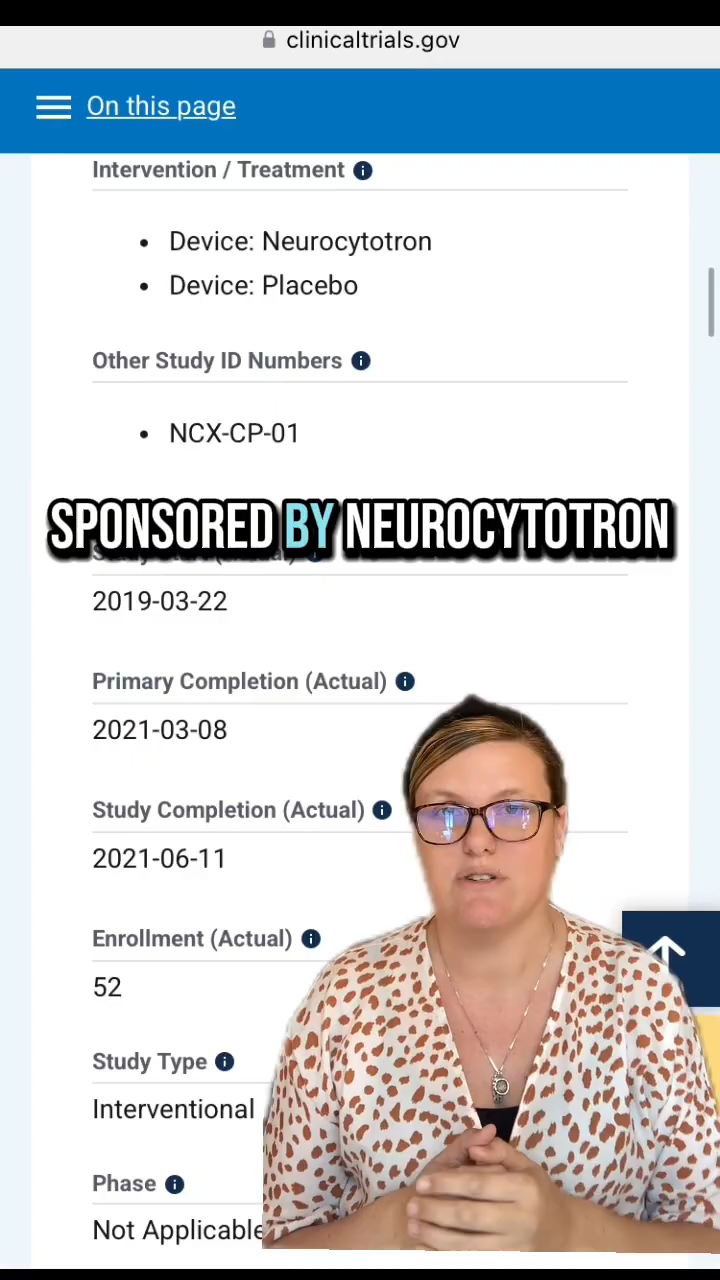 clinicaltrials.gov
On this page
Intervention / Treatment
Device: Neurocytotron
Device: Placebo
Other Study ID Numbers
NCX-CP-01
SPONSORED BY NEUROCYTOTRON
2019-03-22
Primary Completion (Actual)
2021-03-08
Study Completion (Actual)
2021-06-11
Enrollment (Actual)
52
Study Type
Interventional
Phase
Not Applicable